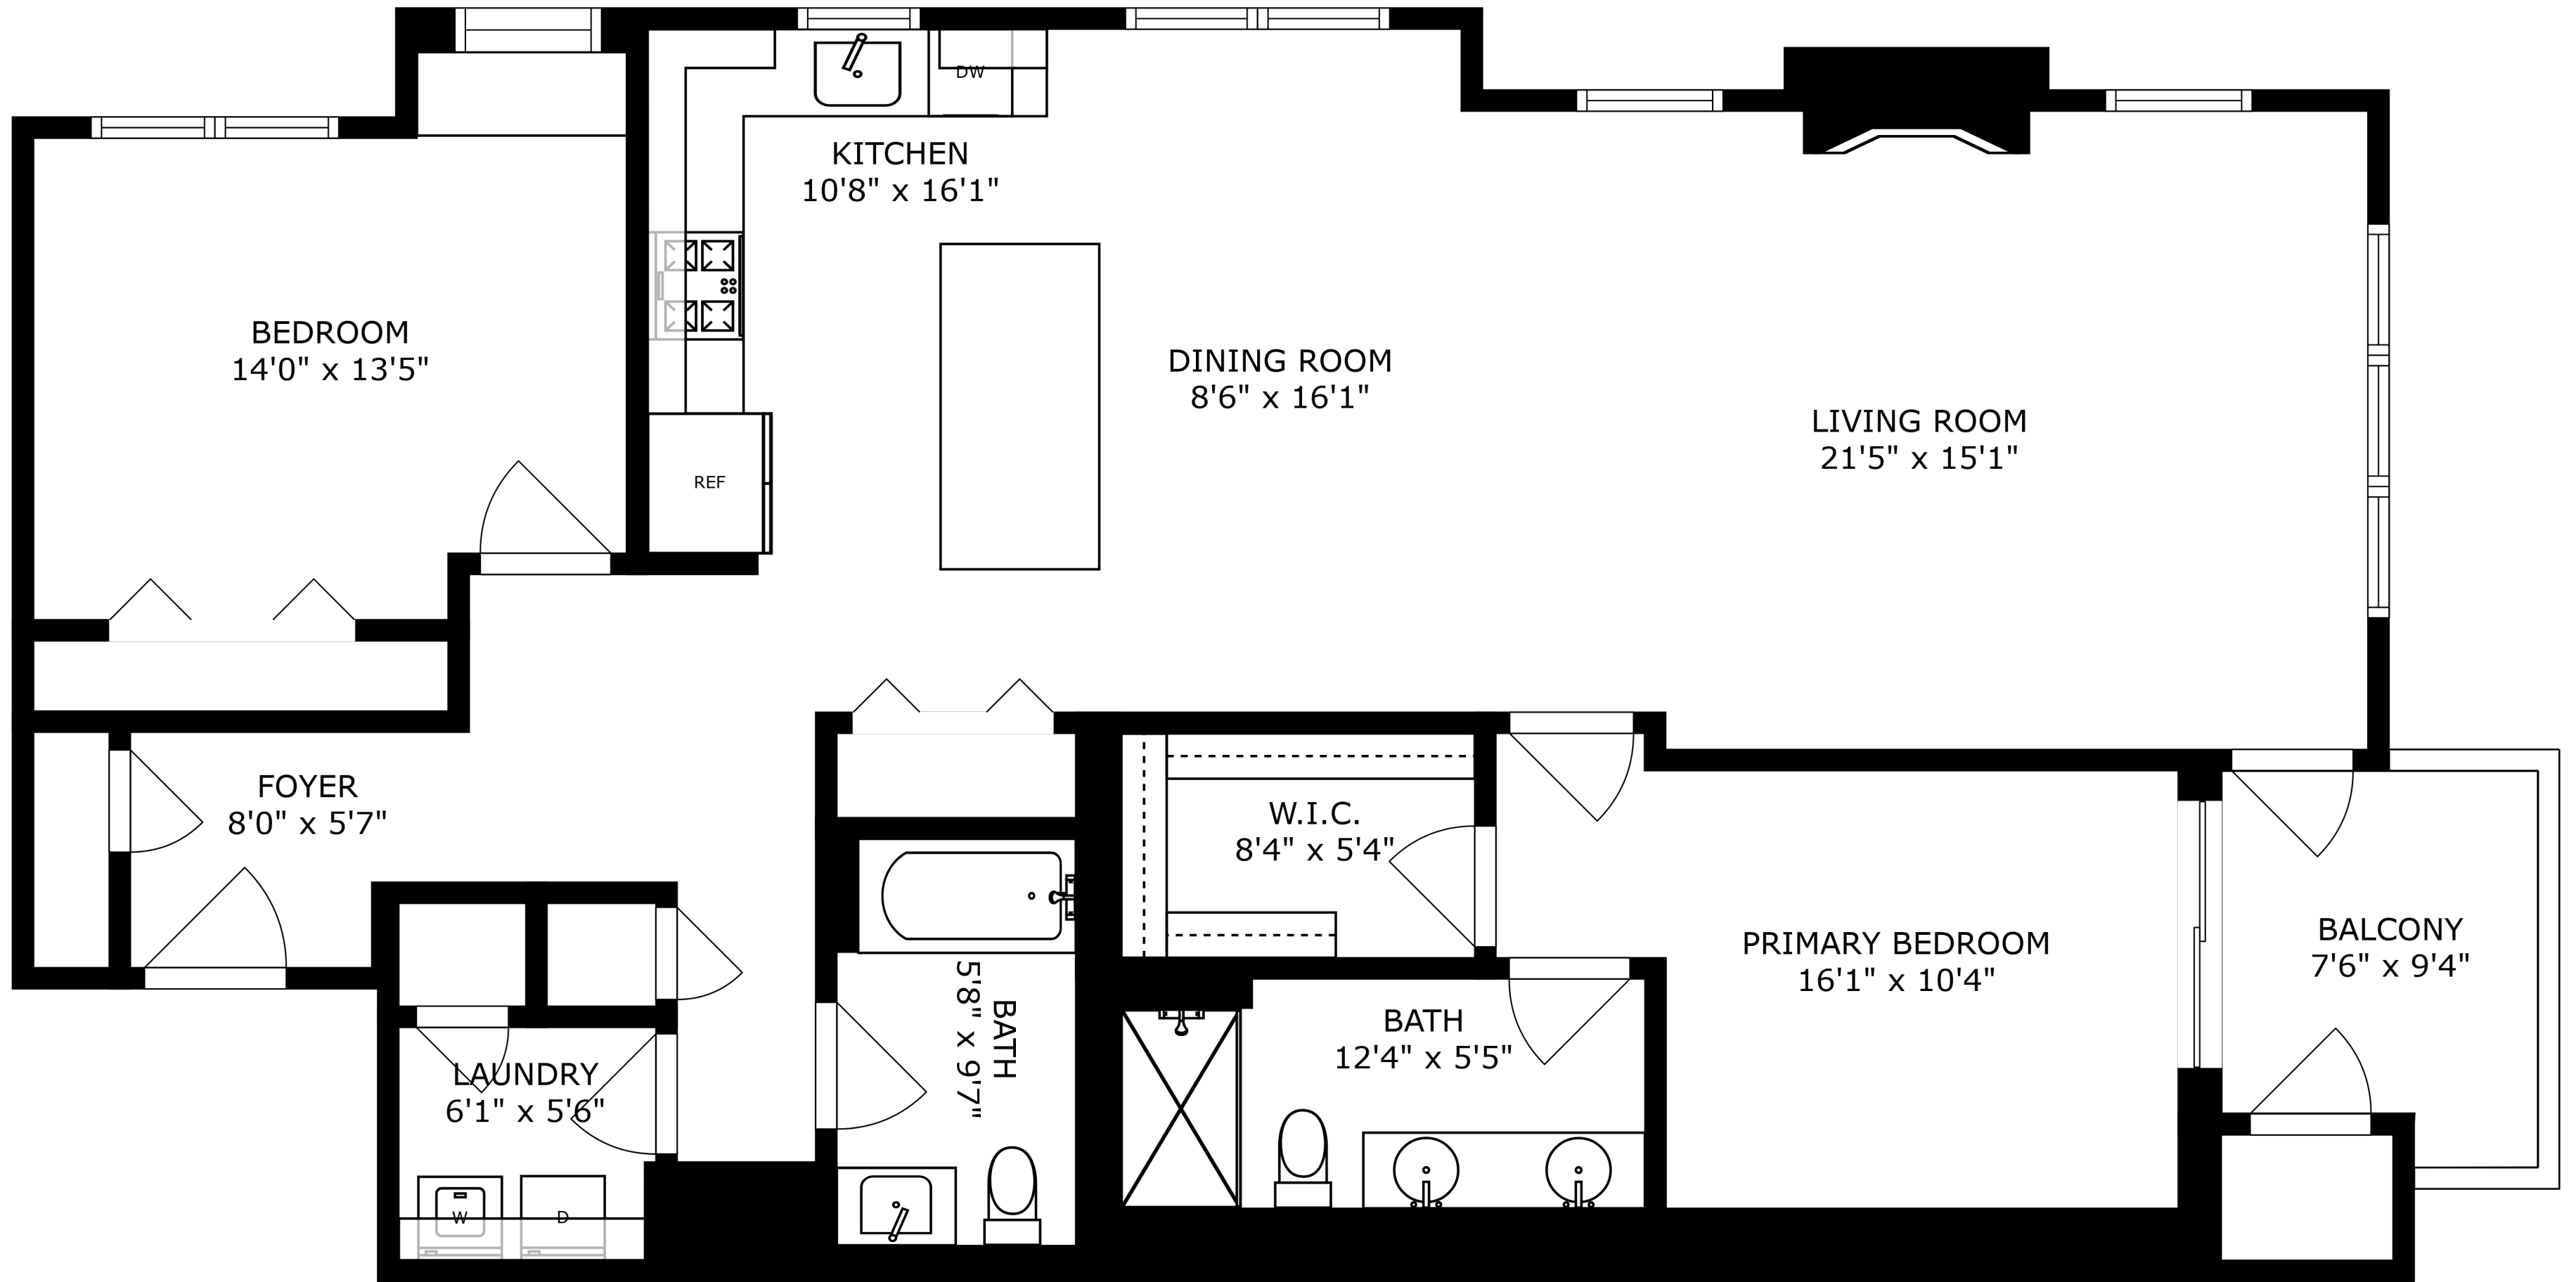 DW
KITCHEN
10'8" x 16'1"
BEDROOM
14'0" x 13'5"
DINING ROOM
8'6" x 16'1"
LIVING ROOM
21'5" x 15'1"
REF
FOYER
8'0" x 5'7"
W.I.C.
8'4" x 5'4"
PRIMARY BEDROOM
16'1" x 10'4"
BALCONY
7'6" x 9'4"
BATH
5'8" x 9'7"
BATH
12'4" x 5'5"
LAUNDRY
6'1" x 5'6"
W
D